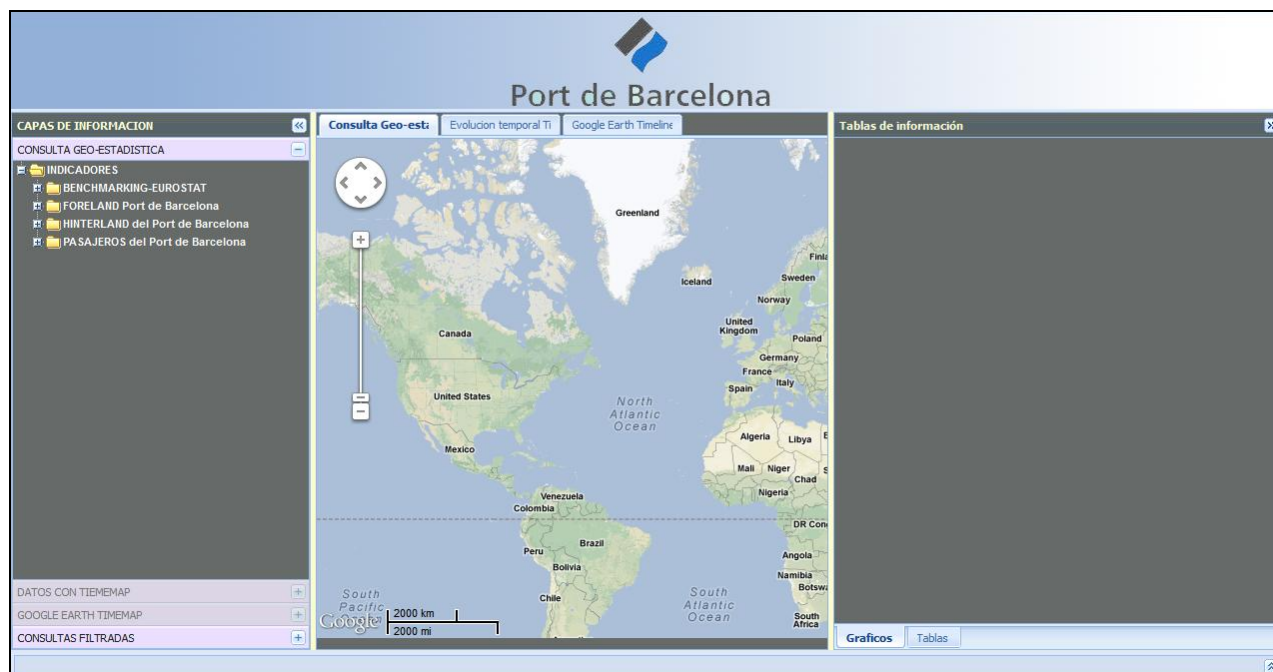 Port de Barcelona
CAPAS DE INFORMACION
CONSULTA GEO-ESTADISTICA
INDICADORES
BENCHMARKING-EUROSTAT
FORELAND Port de Barcelona
HINTERLAND del Port de Barcelona
PASAJEROS del Port de Barcelona
DATOS CON TIEMEMAP
GOOGLE EARTH TIMEMAP
CONSULTAS FILTRADAS
Consulta Geo-esta
Evolucion temporal Ti
Google Earth Timeline
Greenland
Finla
Iceland
Sweden
Norway
United
Kingdom
Poland
Canada
Germany
France
Italy
Spain
United States
North
Atlantic
Ocean
Algeria
Libya
E
Mexico
Mali
Niger
Chad
S
Nigeria
Venezuela
Colombia
DR Con
Brazil
Peru
Angola
Bolivia
Namibia
Botswa
South
Pacific
Chile
South
Atlantic
Ocean
South
Africa
Google
2000 km
2000 mi
Tablas de información
Graficos
Tablas